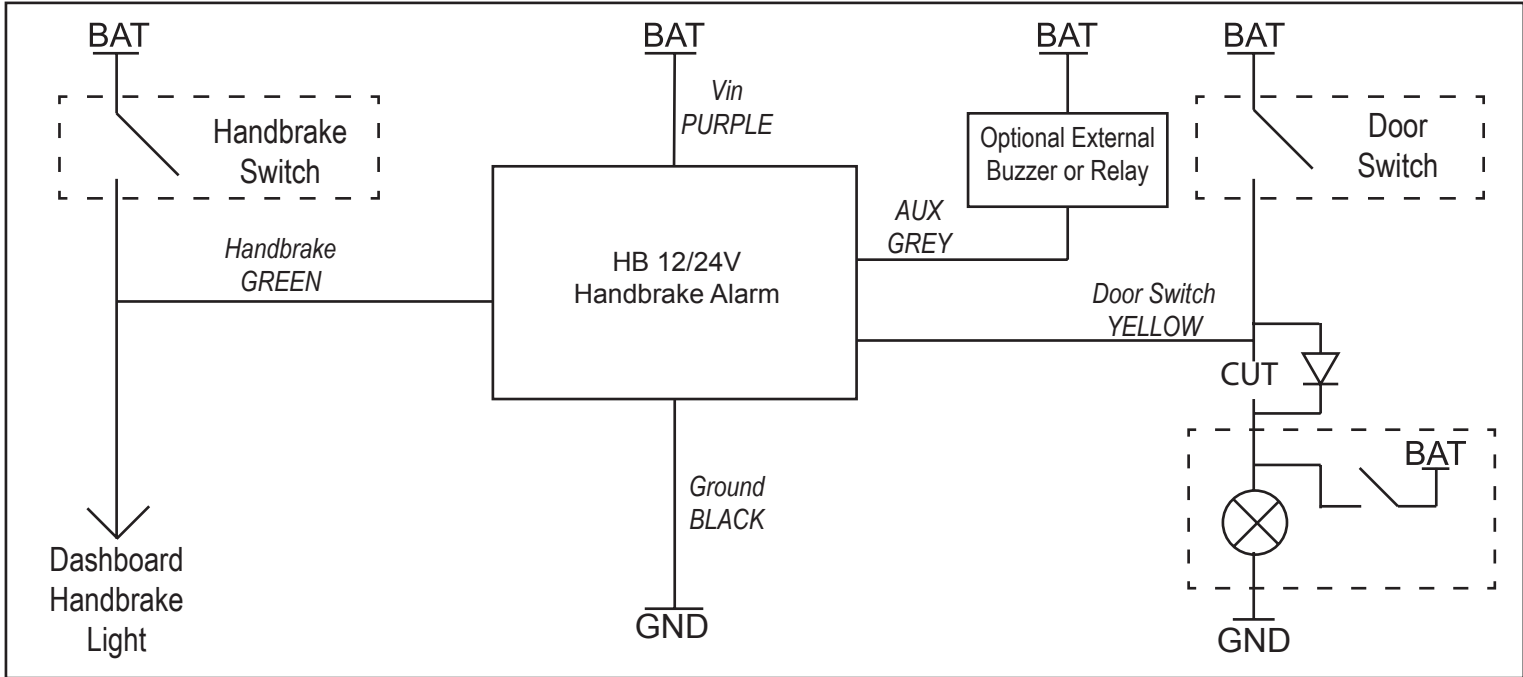 BAT
BAT
BAT
BAT
Handbrake
Switch
Vin
PURPLE
Optional External
Buzzer or Relay
Door
Switch
Handbrake
GREEN
HB 12/24V
Handbrake Alarm
AUX
GREY
Door Switch
YELLOW
CUT
BAT
Ground
BLACK
Dashboard
Handbrake
Light
GND
GND